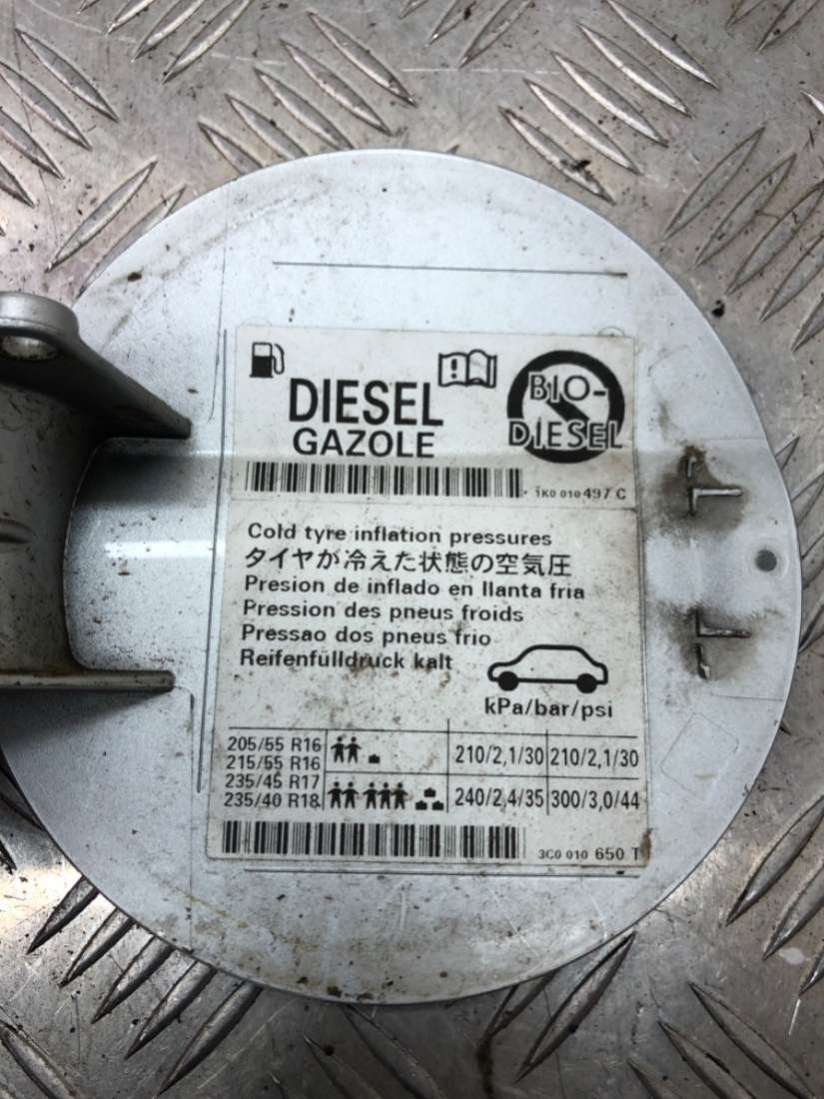 DIESEL
GAZOLE
BIO-
DIESEL
1K0 010 497 C
Cold tyre inflation pressures
タイヤが冷えた状態の空気圧
Presion de inflado en llanta fria
Pression des pneus froids
Pressao dos pneus frio
Reifenfülldruck kalt
kPa/bar/psi
205/55 R16
215/55 R16
235/45 R17
235/40 R18
210/2,1/30 210/2,1/30
240/2,4/35 300/3,0/44
3C0 010 650 T